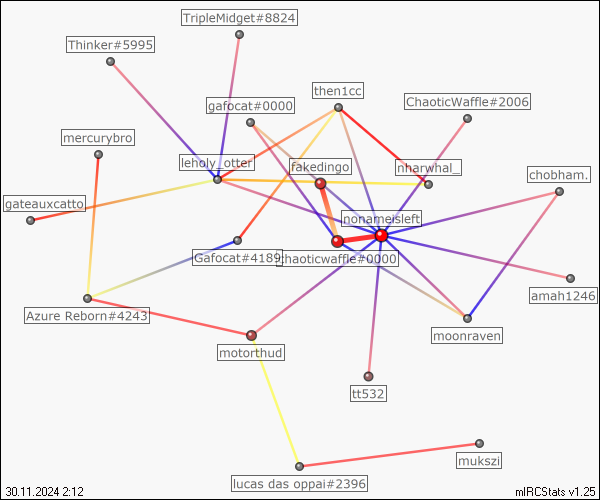 TripleMidget#8824
Thinker#5995
then1cc
ChaoticWaffle#2006
gafocat#0000
mercurybro
leholy_otter
fakedingo
nharwhal_
chobham.
gateauxcatto
nonameisleft
Gafocat#4189
chaoticwaffle#0000
amah1246
Azure Reborn#4243
moonraven
motorthud
tt532
mukszi
lucas das oppai#2396
30.11.2024 2:12
mIRCStats v1.25